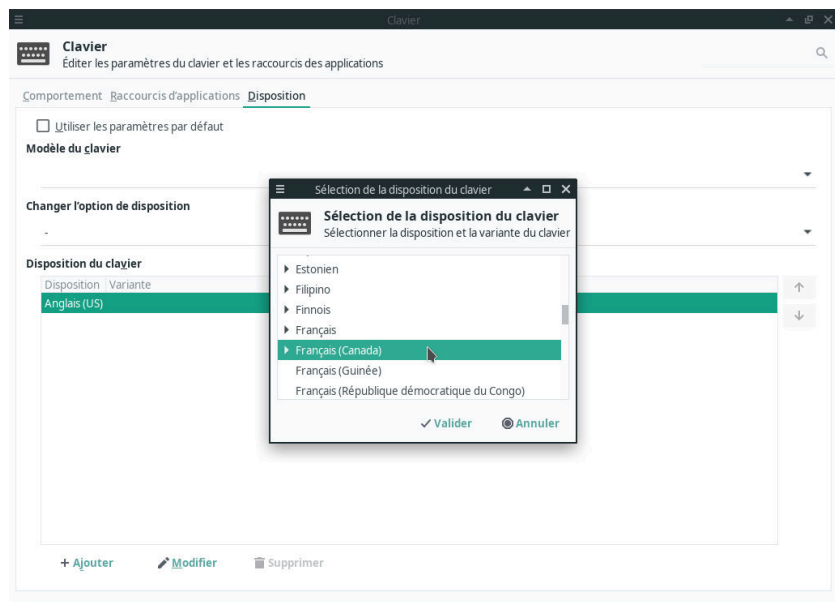 Clavier
Clavier
Éditer les paramètres du clavier et les raccourcis des applications
Comportement Raccourcis d'applications Disposition
Utiliser les paramètres par défaut
Modèle du clavier
Changer l'option de disposition
-
Disposition du clavier
Disposition Variante
Anglais (US)
Sélection de la disposition du clavier
Sélection de la disposition du clavier
Sélectionner la disposition et la variante du clavier
Estonien
Filipino
Finnois
Français
Français (Canada)
Français (Guinée)
Français (République démocratique du Congo)
Valider Annuler
Ajouter Modifier Supprimer